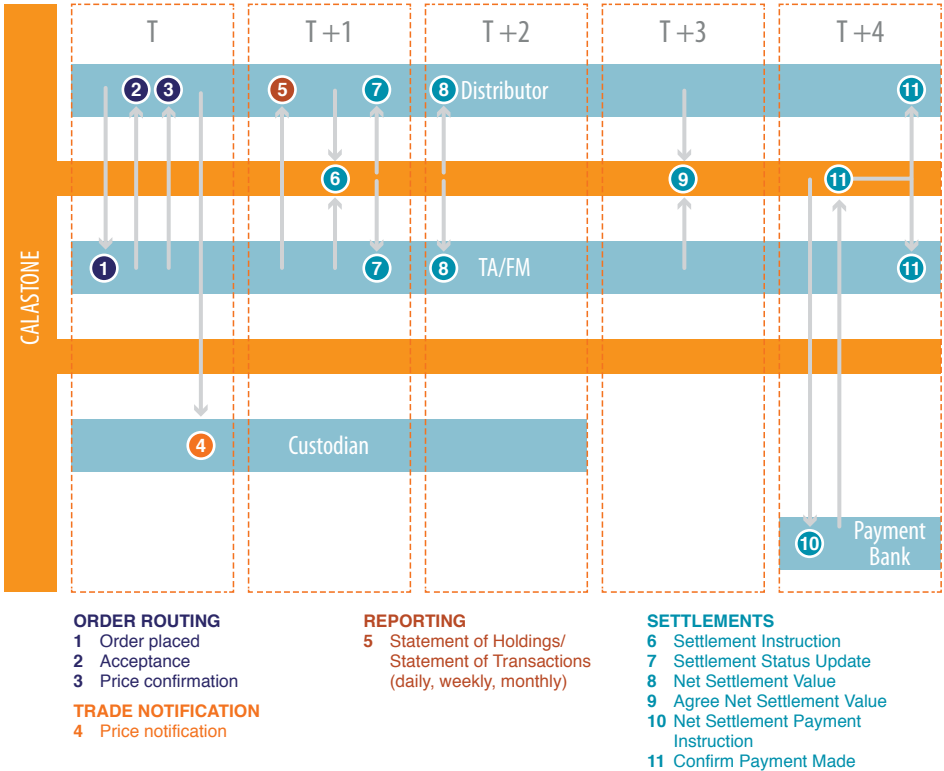 T
T +1
T +2
T +3
T +4
2
3
5
7
8
Distributor
11
6
9
11
CALASTONE
1
7
8
TA/FM
11
4
Custodian
10
Payment
Bank
ORDER ROUTING
1 Order placed
2 Acceptance
3 Price confirmation
TRADE NOTIFICATION
4 Price notification
REPORTING
5 Statement of Holdings/
Statement of Transactions
(daily, weekly, monthly)
SETTLEMENTS
6 Settlement Instruction
7 Settlement Status Update
8 Net Settlement Value
9 Agree Net Settlement Value
10 Net Settlement Payment
Instruction
11 Confirm Payment Made